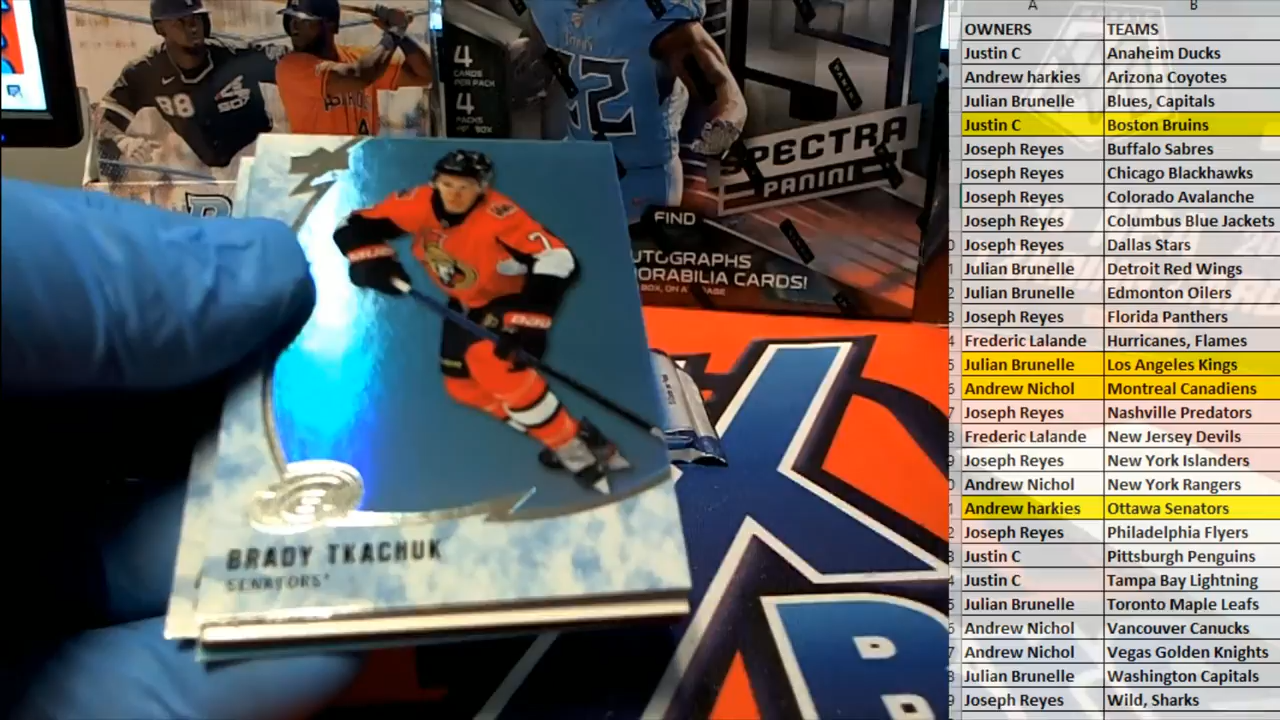 4
CARDS
PER PACK
4
PACKS
PER BOX
SPECTRA
PANINI
FIND
AUTOGRAPHS
MEMORABILIA CARDS!
BRADY TKACHUK
SENATORS
A B
OWNERS TEAMS
Justin C Anaheim Ducks
Andrew harkies Arizona Coyotes
Julian Brunelle Blues, Capitals
Justin C Boston Bruins
Joseph Reyes Buffalo Sabres
Joseph Reyes Chicago Blackhawks
Joseph Reyes Colorado Avalanche
Joseph Reyes Columbus Blue Jackets
Joseph Reyes Dallas Stars
Julian Brunelle Detroit Red Wings
Julian Brunelle Edmonton Oilers
Joseph Reyes Florida Panthers
Frederic Lalande Hurricanes, Flames
Julian Brunelle Los Angeles Kings
Andrew Nichol Montreal Canadiens
Joseph Reyes Nashville Predators
Frederic Lalande New Jersey Devils
Joseph Reyes New York Islanders
Andrew Nichol New York Rangers
Andrew harkies Ottawa Senators
Joseph Reyes Philadelphia Flyers
Justin C Pittsburgh Penguins
Justin C Tampa Bay Lightning
Julian Brunelle Toronto Maple Leafs
Andrew Nichol Vancouver Canucks
Andrew Nichol Vegas Golden Knights
Julian Brunelle Washington Capitals
Joseph Reyes Wild, Sharks